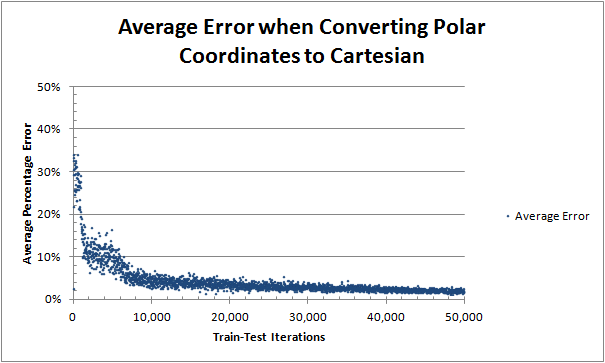 Average Error when Converting Polar
Coordinates to Cartesian
Average Percentage Error
50%
40%
30%
20%
10%
0%
0
10,000
20,000
30,000
40,000
50,000
Train-Test Iterations
Average Error